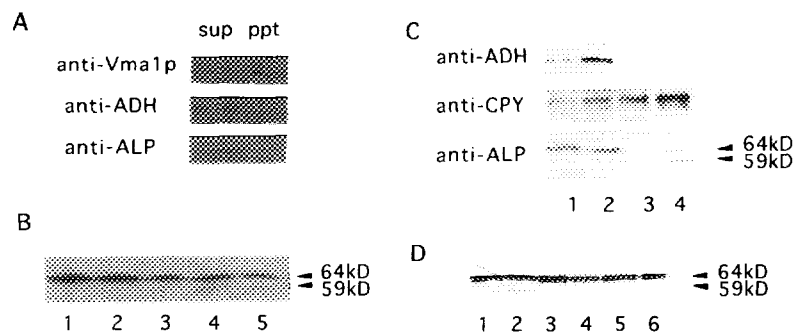 A
sup ppt
anti-Vma1p
anti-ADH
anti-ALP
B
64kD
59kD
1 2 3 4 5
C
anti-ADH
anti-CPY
anti-ALP
64kD
59kD
1 2 3 4
D
64kD
59kD
1 2 3 4 5 6